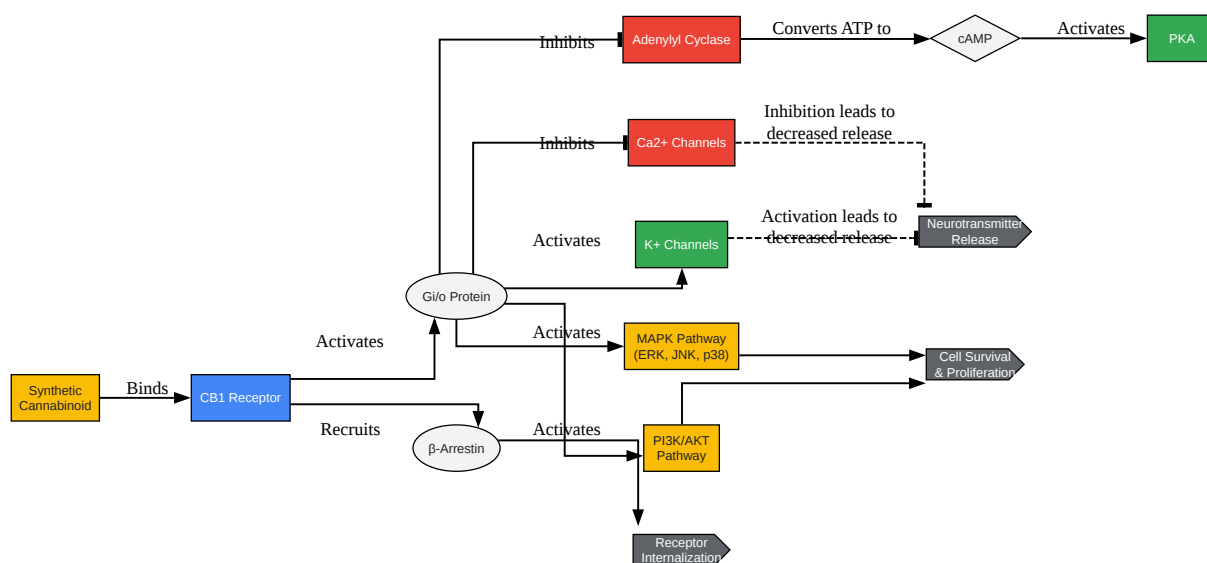 Inhibits
Adenylyl Cyclase
Converts ATP to
cAMP
Activates
PKA
Inhibits
Ca2+ Channels
Inhibition leads to
decreased release
Activates
K+ Channels
Activation leads to
decreased release
Neurotransmitter
Release
Gi/o Protein
Activates
Activates
MAPK Pathway
(ERK, JNK, p38)
Cell Survival
& Proliferation
Synthetic
Cannabinoid
Binds
CB1 Receptor
Recruits
β-Arrestin
Activates
PI3K/AKT
Pathway
Receptor
Internalization